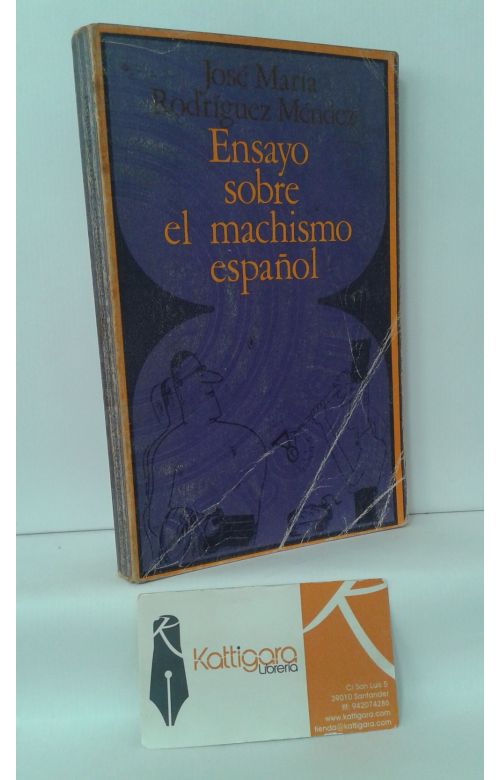 José María
Rodríguez Méndez
Ensayo
sobre
el machismo
español
Kattigara
Librería
C/ San Luis 5
39010 Santander
tlf: 942074286
www.kattigara.com
tienda@kattigara.com